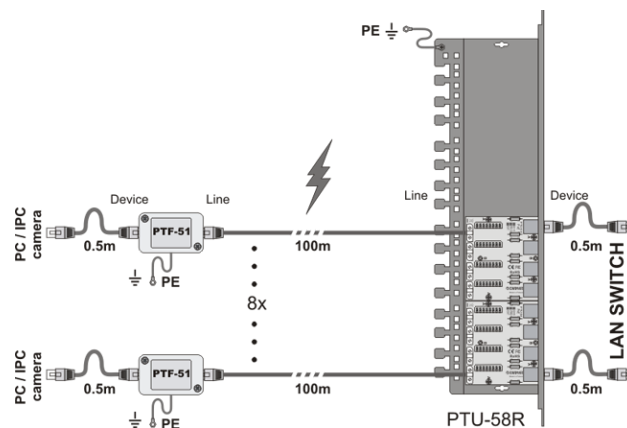 PE
Device
Line
Line
Device
PC / IPC
camera
PTF-51
0.5m
PE
100m
0.5m
8x
LAN SWITCH
PC / IPC
camera
PTF-51
0.5m
PE
100m
0.5m
PTU-58R